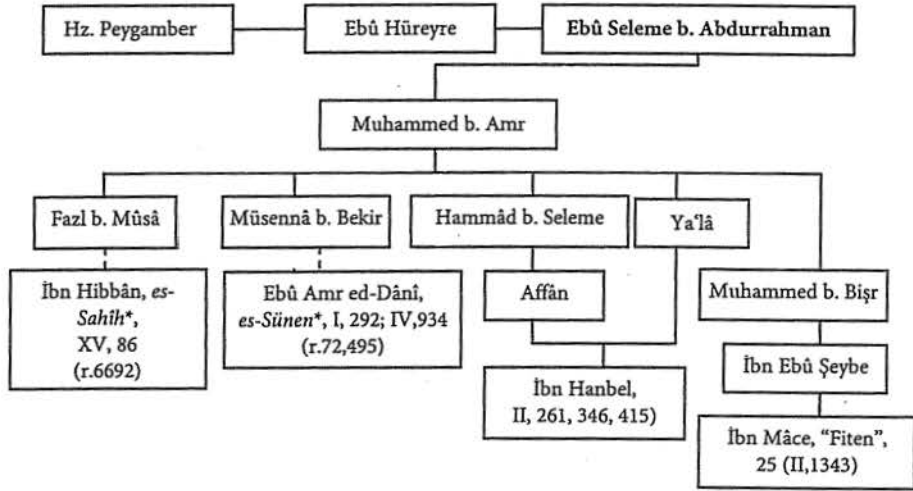 Hz. Peygamber
Ebû Hüreyre
Ebû Seleme b. Abdurrahman
Muhammed b. Amr
Fazl b. Mûsâ
Müsennâ b. Bekir
Hammâd b. Seleme
Ya‘lâ
İbn Hibbân, es-
Sahîh*,
XV, 86
(r.6692)
Ebû Amr ed-Dânî,
es-Sünen*, I, 292; IV,934
(r.72,495)
Affân
Muhammed b. Bişr
İbn Hanbel,
II, 261, 346, 415)
İbn Ebû Şeybe
İbn Mâce, “Fiten”,
25 (II,1343)